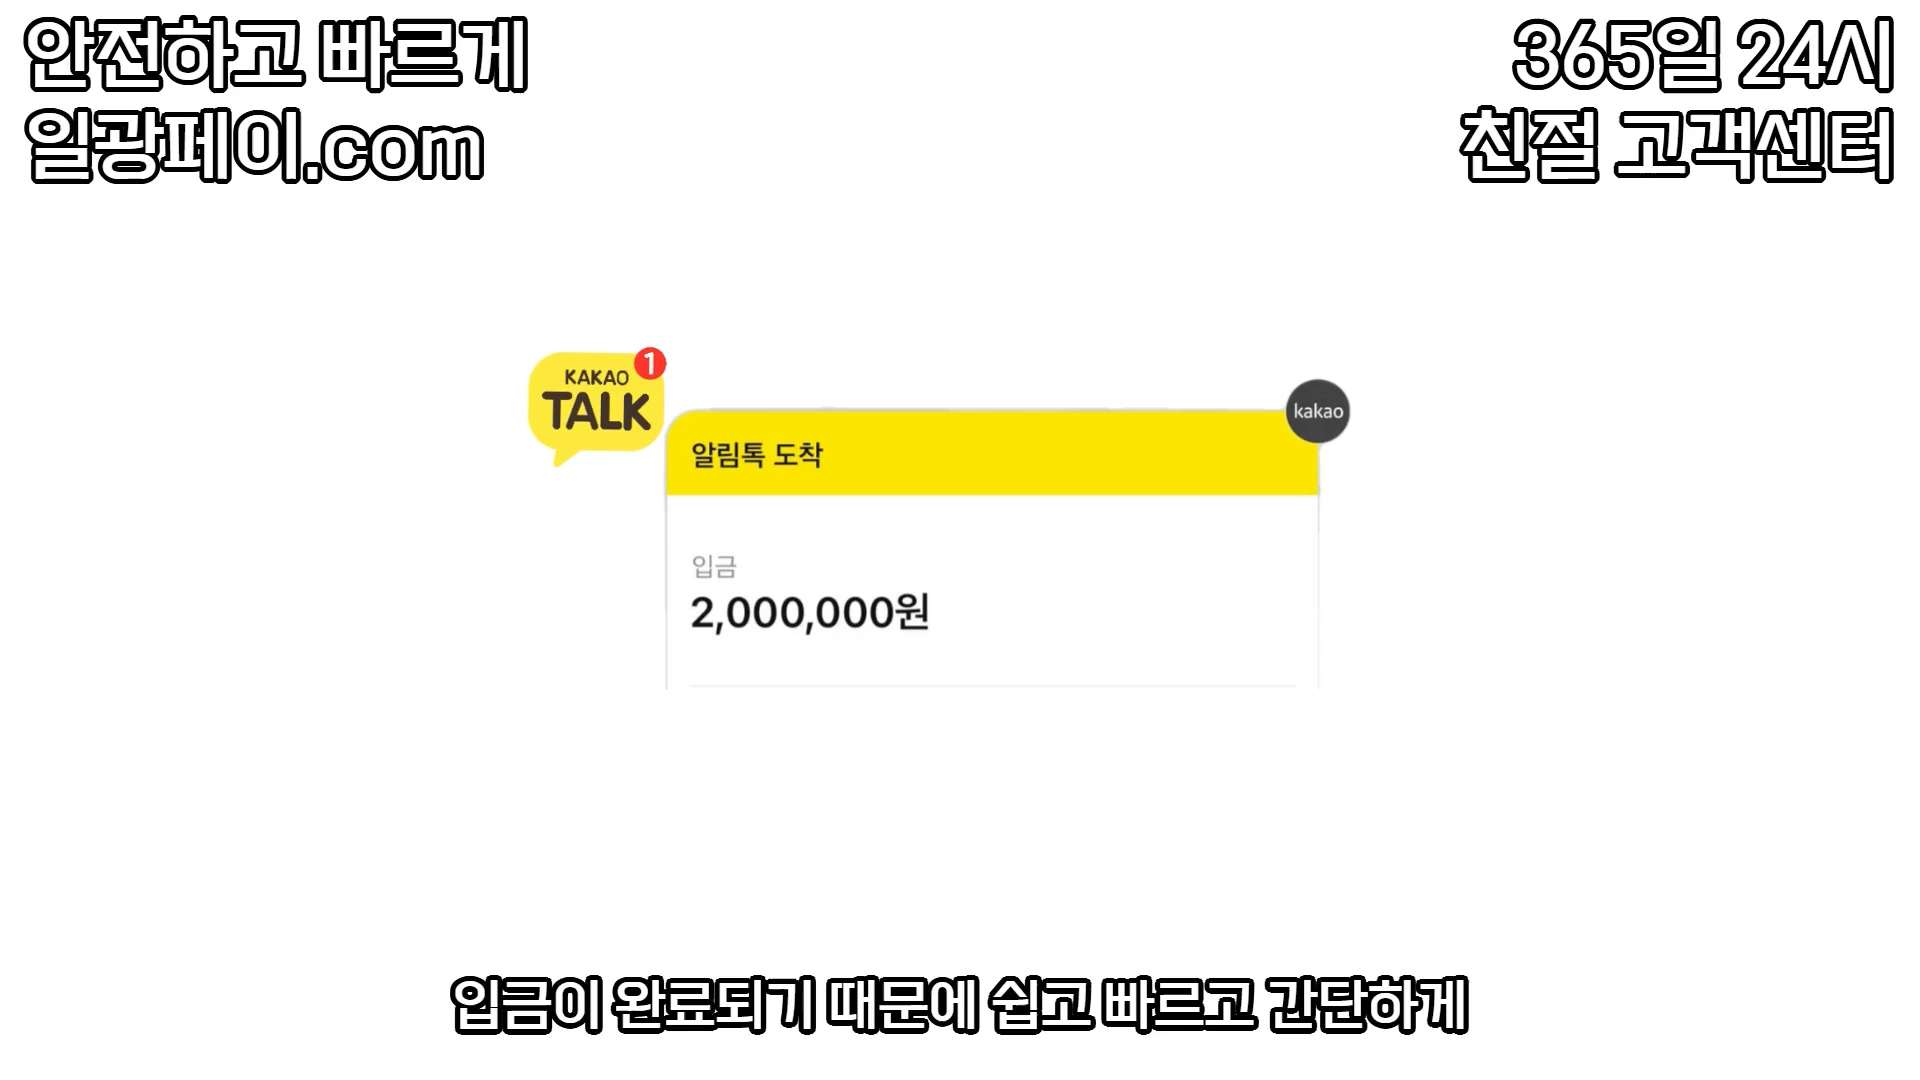 안전하고 빠르게
일광페이.com
365일 24시
친절 고객센터
KAKAO
TALK
1
kakao
알림톡 도착
입금
2,000,000원
입금이 완료되기 때문에 쉽고 빠르고 간단하게